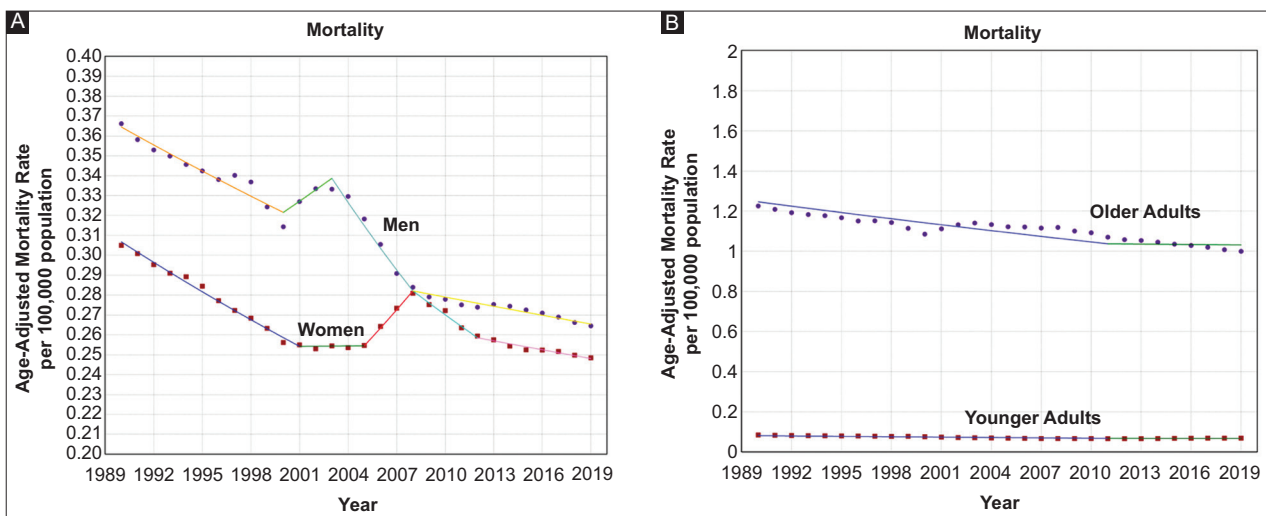 A
Mortality
Age-Adjusted Mortality Rate
per 100,000 population
0.40
0.39
0.38
0.37
0.36
0.35
0.34
0.33
0.32
0.31
0.30
0.29
0.28
0.27
0.26
0.25
0.24
0.23
0.22
0.21
0.20
Men
Women
1989 1992 1995 1998 2001 2004 2007 2010 2013 2016 2019
Year
B
Mortality
Age-Adjusted Mortality Rate
per 100,000 population
2
1.8
1.6
1.4
1.2
1
0.8
0.6
0.4
0.2
0
Older Adults
Younger Adults
1989 1992 1995 1998 2001 2004 2007 2010 2013 2016 2019
Year